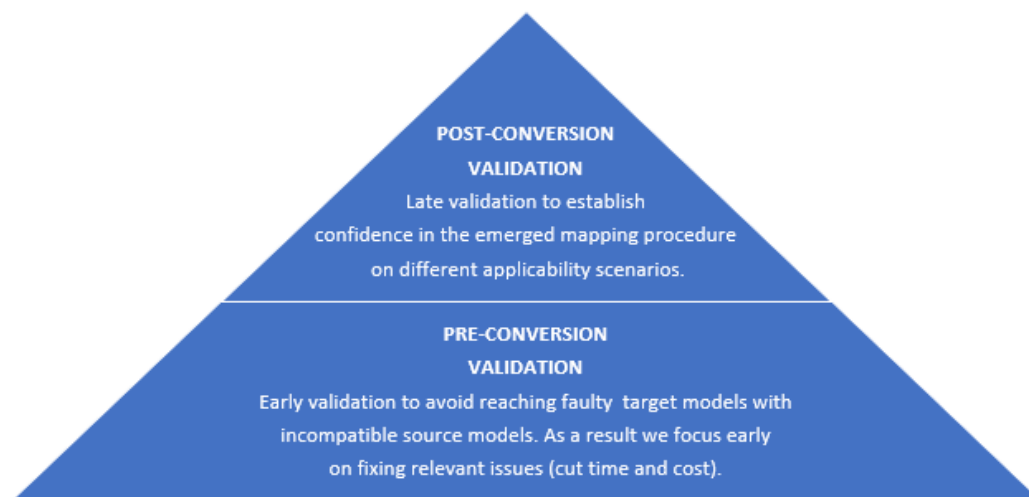 POST-CONVERSION
VALIDATION
Late validation to establish
confidence in the emerged mapping procedure
on different applicability scenarios.
PRE-CONVERSION
VALIDATION
Early validation to avoid reaching faulty target models with
incompatible source models. As a result we focus early
on fixing relevant issues (cut time and cost).